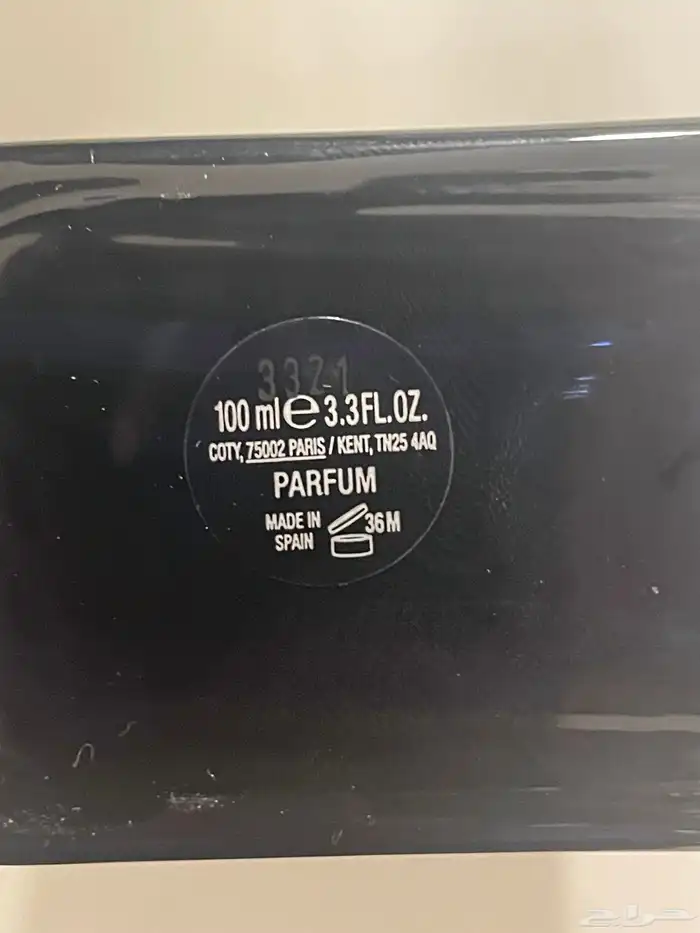 3321
100 ml e 3.3FL.OZ.
COTY, 75002 PARIS / KENT, TN25 4AQ
PARFUM
MADE IN
SPAIN
36M
حراج